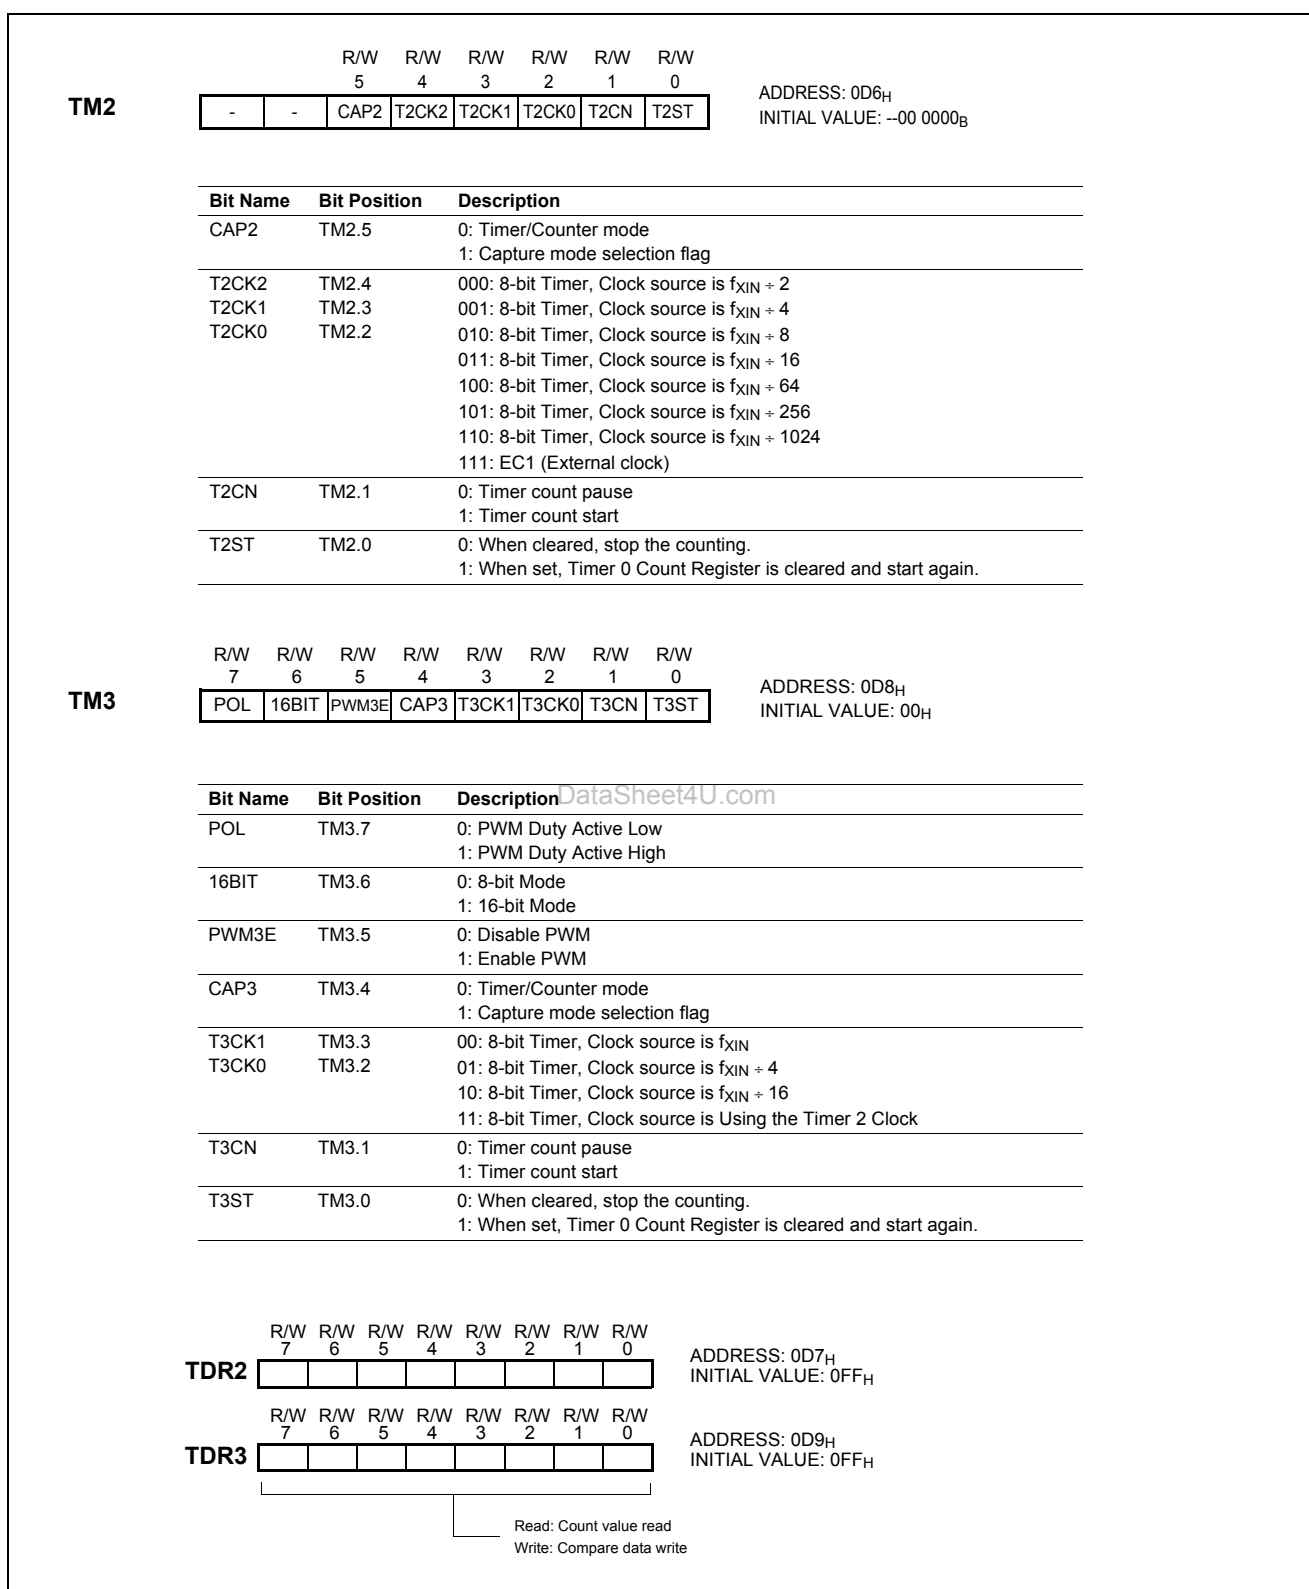 R/W R/W R/W R/W R/W R/W
5 4 3 2 1 0
TM2 - - CAP2 T2CK2 T2CK1 T2CK0 T2CN T2ST
ADDRESS: 0D6H
INITIAL VALUE: --00 0000B
Bit Name Bit Position Description
CAP2 TM2.5 0: Timer/Counter mode
1: Capture mode selection flag
T2CK2 TM2.4 000: 8-bit Timer, Clock source is fXIN ÷ 2
T2CK1 TM2.3 001: 8-bit Timer, Clock source is fXIN ÷ 4
T2CK0 TM2.2 010: 8-bit Timer, Clock source is fXIN ÷ 8
011: 8-bit Timer, Clock source is fXIN ÷ 16
100: 8-bit Timer, Clock source is fXIN ÷ 64
101: 8-bit Timer, Clock source is fXIN ÷ 256
110: 8-bit Timer, Clock source is fXIN ÷ 1024
111: EC1 (External clock)
T2CN TM2.1 0: Timer count pause
1: Timer count start
T2ST TM2.0 0: When cleared, stop the counting.
1: When set, Timer 0 Count Register is cleared and start again.
R/W R/W R/W R/W R/W R/W R/W R/W
7 6 5 4 3 2 1 0
TM3 POL 16BIT PWM3E CAP3 T3CK1 T3CK0 T3CN T3ST
ADDRESS: 0D8H
INITIAL VALUE: 00H
Bit Name Bit Position Description
DataSheet4U.com
POL TM3.7 0: PWM Duty Active Low
1: PWM Duty Active High
16BIT TM3.6 0: 8-bit Mode
1: 16-bit Mode
PWM3E TM3.5 0: Disable PWM
1: Enable PWM
CAP3 TM3.4 0: Timer/Counter mode
1: Capture mode selection flag
T3CK1 TM3.3 00: 8-bit Timer, Clock source is fXIN
T3CK0 TM3.2 01: 8-bit Timer, Clock source is fXIN ÷ 4
10: 8-bit Timer, Clock source is fXIN ÷ 16
11: 8-bit Timer, Clock source is Using the Timer 2 Clock
T3CN TM3.1 0: Timer count pause
1: Timer count start
T3ST TM3.0 0: When cleared, stop the counting.
1: When set, Timer 0 Count Register is cleared and start again.
R/W R/W R/W R/W R/W R/W R/W R/W
7 6 5 4 3 2 1 0
TDR2
ADDRESS: 0D7H
INITIAL VALUE: 0FFH
R/W R/W R/W R/W R/W R/W R/W R/W
7 6 5 4 3 2 1 0
TDR3
ADDRESS: 0D9H
INITIAL VALUE: 0FFH
Read: Count value read
Write: Compare data write